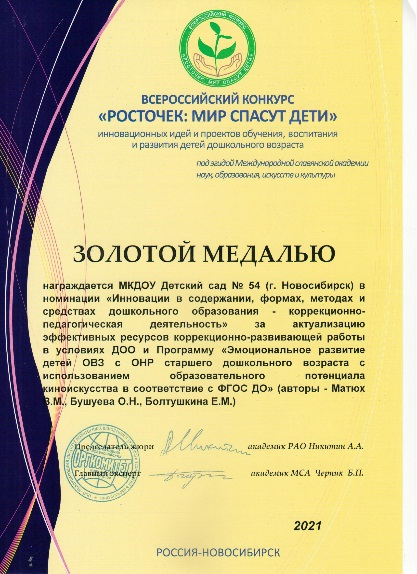 ВСЕРОССИЙСКИЙ КОНКУРС
«РОСТОЧЕК: МИР СПАСУТ ДЕТИ»
инновационных идей и проектов обучения, воспитания
и развития детей дошкольного возраста
под эгидой Международной славянской академии
наук, образования, искусств и культуры
ЗОЛОТОЙ МЕДАЛЬЮ
награждается МКДОУ Детский сад № 54 (г. Новосибирск) в
номинации «Инновации в содержании, формах, методах и
средствах дошкольного образования - коррекционно-
педагогическая деятельность» за актуализацию
эффективных ресурсов коррекционно-развивающей работы
в условиях ДОО и Программу «Эмоциональное развитие
детей ОВЗ с ОНР старшего дошкольного возраста с
использованием образовательного потенциала
киноискусства в соответствие с ФГОС ДО» (авторы - Матюх
З.М., Бушуева О.Н., Болтушкина Е.М.)
Председатель жюри академик РАО Никитин А.А.
Главный эксперт академик МСА Черник Б.П.
ОРГКОМИТЕТ
2021
РОССИЯ-НОВОСИБИРСК